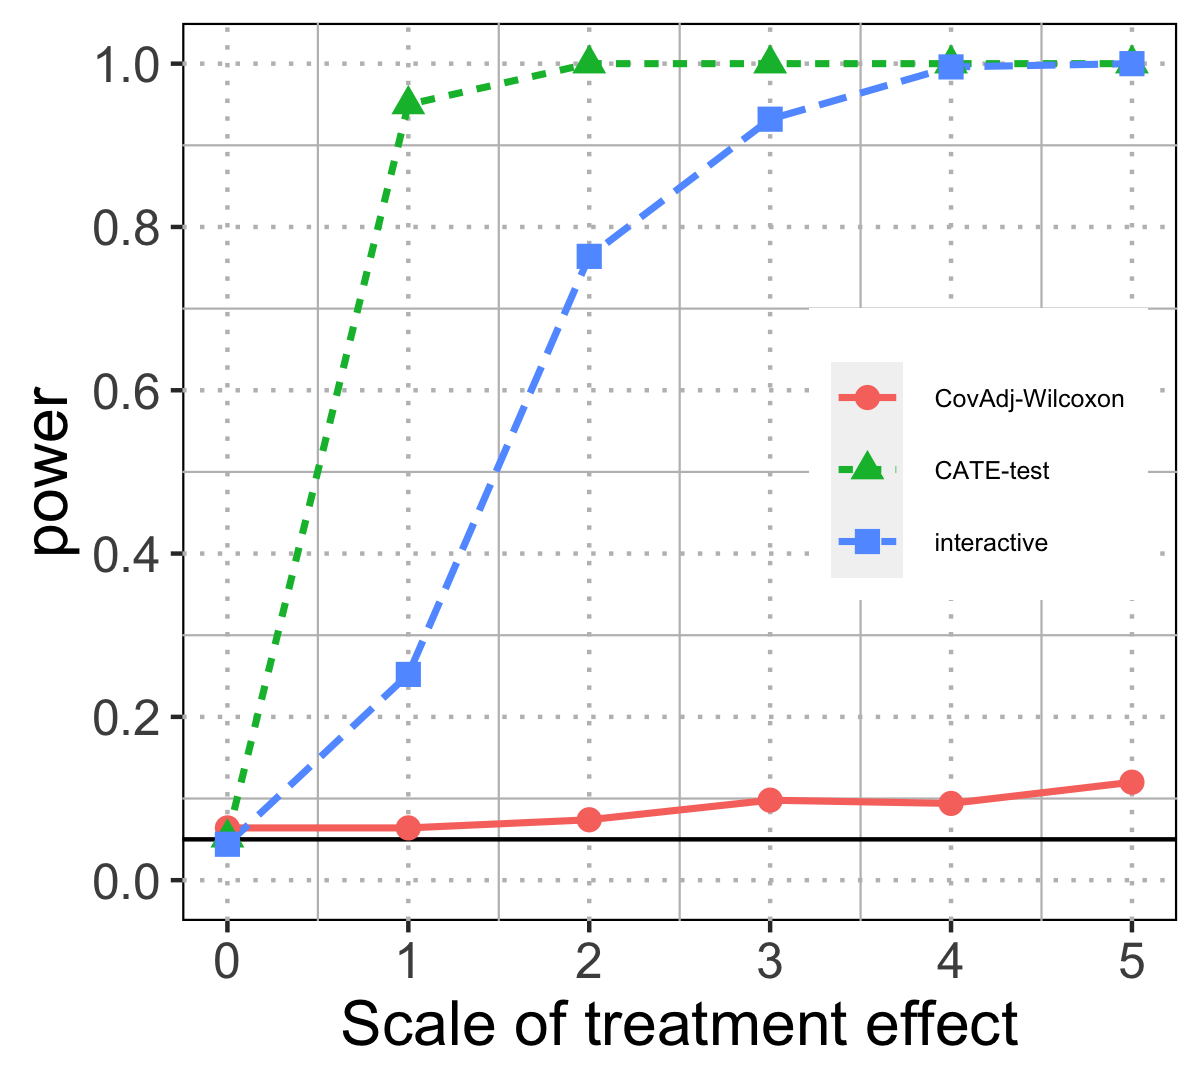 1.0
0.8
0.6
0.4
0.2
0.0
power
CovAdj-Wilcoxon
CATE-test
interactive
0 1 2 3 4 5
Scale of treatment effect